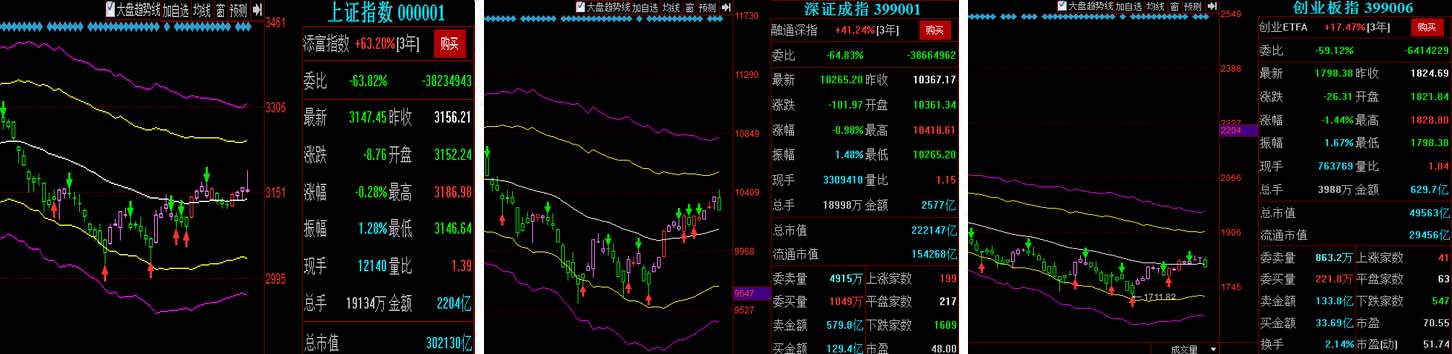 大盘趋势线 加自选 均线 窗 预测
3461
3306
3151
2995
上证指数 000001
添富指数 +63.20%[3年] 购买
委比 -63.82% -38234943
最新 3147.45 昨收 3156.21
涨跌 -8.76 开盘 3152.24
涨幅 -0.28% 最高 3186.98
振幅 1.28% 最低 3146.64
现手 12140 量比 1.39
总手 19134万 金额 2204亿
总市值 302130亿
大盘趋势线 加自选 均线 窗 预测
11730
11290
10849
10409
9968
9647
9527
深证成指 399001
融通深指 +41.24%[3年] 购买
委比 -64.83% -38664962
最新 10265.20 昨收 10367.17
涨跌 -101.97 开盘 10361.34
涨幅 -0.98% 最高 10418.61
振幅 1.48% 最低 10265.20
现手 3309410 量比 1.15
总手 18998万 金额 2577亿
总市值 222147亿
流通市值 154268亿
委卖量 4915万 上涨家数 199
委买量 1049万 平盘家数 217
卖金额 579.0亿 下跌家数 1609
买金额 129.4亿 市盈 48.00
大盘趋势线 加自选 均线 窗 预测
2549
2388
2227
2204
2066
1906
1745
1711.82
成交量
创业板指 399006
创业ETFA +17.47%[3年] 购买
委比 -59.12% -6414229
最新 1798.38 昨收 1824.69
涨跌 -26.31 开盘 1821.84
涨幅 -1.44% 最高 1828.80
振幅 1.67% 最低 1798.38
现手 763769 量比 1.04
总手 3988万 金额 629.7亿
总市值 49563亿
流通市值 29456亿
委卖量 863.2万 上涨家数 41
委买量 221.8万 平盘家数 63
卖金额 133.8亿 下跌家数 547
买金额 33.69亿 市盈 70.55
换手 2.14% 市盈(动) 51.74